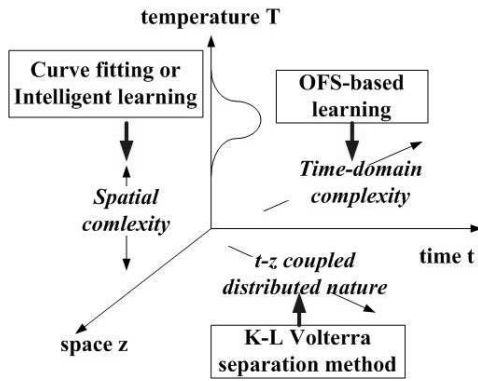 temperature T
Curve fitting or
Intelligent learning
OFS-based
learning
Spatial
comlexity
Time-domain
complexity
time t
t-z coupled
distributed nature
space z
K-L Volterra
separation method